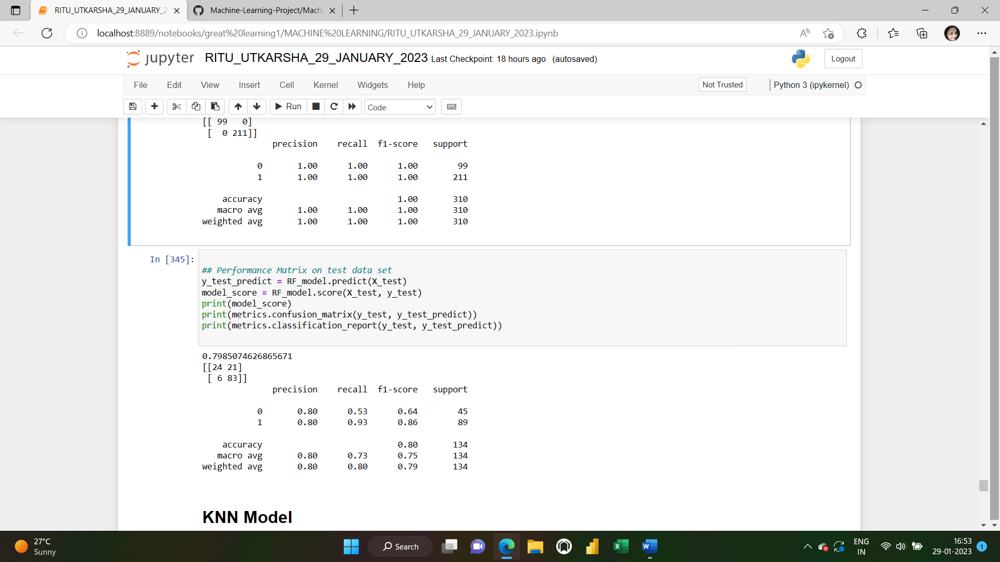 RITU_UTKARSHA_29_JANUARY_2
Machine-Learning-Project/Machi
localhost:8889/notebooks/great%20learning1/MACHINE%20LEARNING/RITU_UTKARSHA_29_JANUARY_2023.ipynb
jupyter RITU_UTKARSHA_29_JANUARY_2023 Last Checkpoint: 18 hours ago (autosaved)
Logout
File Edit View Insert Cell Kernel Widgets Help
Not Trusted
Python 3 (ipykernel)
Run
Code
[[ 99   0]
 [  0 211]]
              precision    recall  f1-score   support
           0       1.00      1.00      1.00        99
           1       1.00      1.00      1.00       211
    accuracy                           1.00       310
   macro avg       1.00      1.00      1.00       310
weighted avg       1.00      1.00      1.00       310
In [345]:
## Performance Matrix on test data set
y_test_predict = RF_model.predict(X_test)
model_score = RF_model.score(X_test, y_test)
print(model_score)
print(metrics.confusion_matrix(y_test, y_test_predict))
print(metrics.classification_report(y_test, y_test_predict))
0.7985074626865671
[[24 21]
 [ 6 83]]
              precision    recall  f1-score   support
           0       0.80      0.53      0.64        45
           1       0.80      0.93      0.86        89
    accuracy                           0.80       134
   macro avg       0.80      0.73      0.75       134
weighted avg       0.80      0.80      0.79       134
KNN Model
27°C
Sunny
Search
ENG
IN
16:53
29-01-2023
1